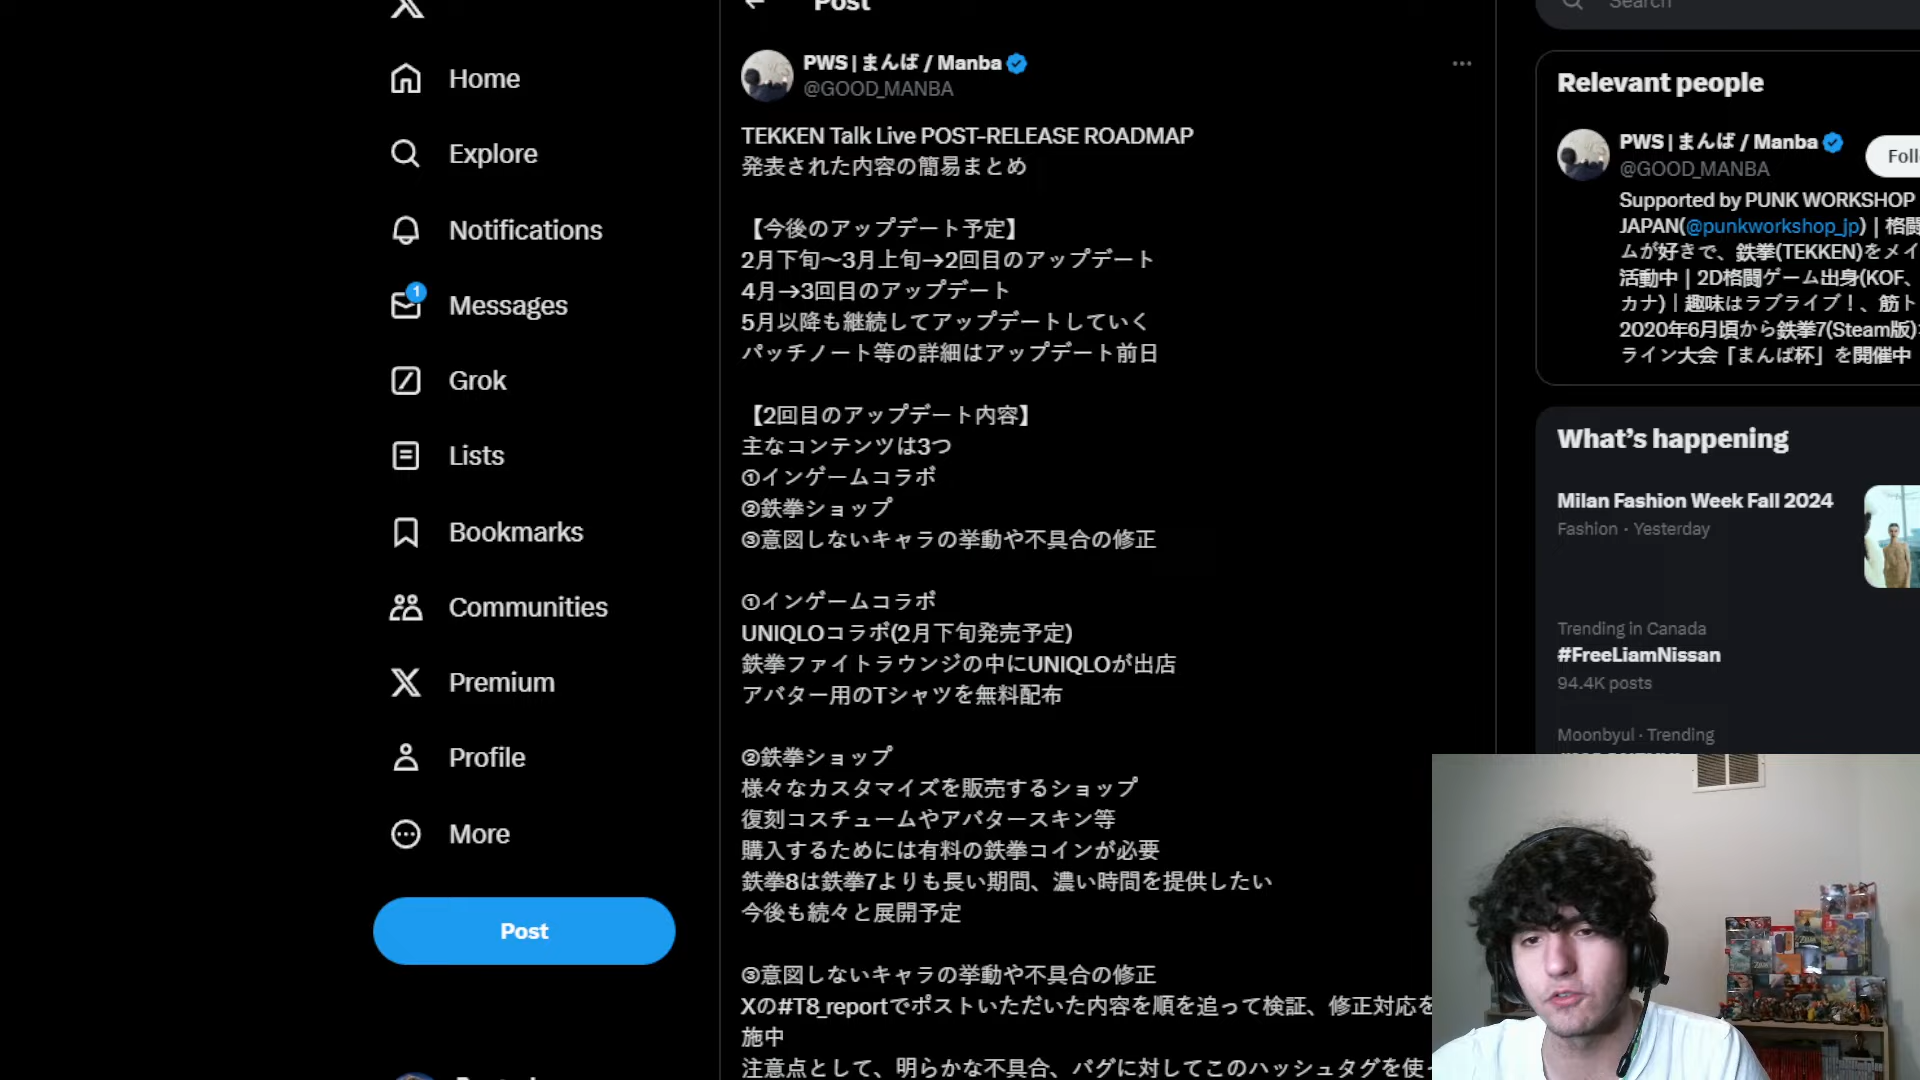 Post
Search
Home
Explore
Notifications
1
Messages
Grok
Lists
Bookmarks
Communities
Premium
Profile
More
Post
PWS | まんば / Manba
@GOOD_MANBA
TEKKEN Talk Live POST-RELEASE ROADMAP
発表された内容の簡易まとめ
【今後のアップデート予定】
2月下旬〜3月上旬→2回目のアップデート
4月→3回目のアップデート
5月以降も継続してアップデートしていく
パッチノート等の詳細はアップデート前日
【2回目のアップデート内容】
主なコンテンツは3つ
①インゲームコラボ
②鉄拳ショップ
③意図しないキャラの挙動や不具合の修正
①インゲームコラボ
UNIQLOコラボ(2月下旬発売予定)
鉄拳ファイトラウンジの中にUNIQLOが出店
アバター用のTシャツを無料配布
②鉄拳ショップ
様々なカスタマイズを販売するショップ
復刻コスチュームやアバタースキン等
購入するためには有料の鉄拳コインが必要
鉄拳8は鉄拳7よりも長い期間、濃い時間を提供したい
今後も続々と展開予定
③意図しないキャラの挙動や不具合の修正
Xの#T8_reportでポストいただいた内容を順を追って検証、修正対応を
施中
注意点として、明らかな不具合、バグに対してこのハッシュタグを使
Relevant people
PWS | まんば / Manba
@GOOD_MANBA
Foll
Supported by PUNK WORKSHOP
JAPAN(@punkworkshop_jp)｜格闘
ムが好きで、鉄拳(TEKKEN)をメイ
活動中｜2D格闘ゲーム出身(KOF、
カナ)｜趣味はラブライブ！、筋ト
2020年6月頃から鉄拳7(Steam版)
ライン大会「まんば杯」を開催中
What's happening
Milan Fashion Week Fall 2024
Fashion · Yesterday
Trending in Canada
#FreeLiamNissan
94.4K posts
Moonbyul · Trending